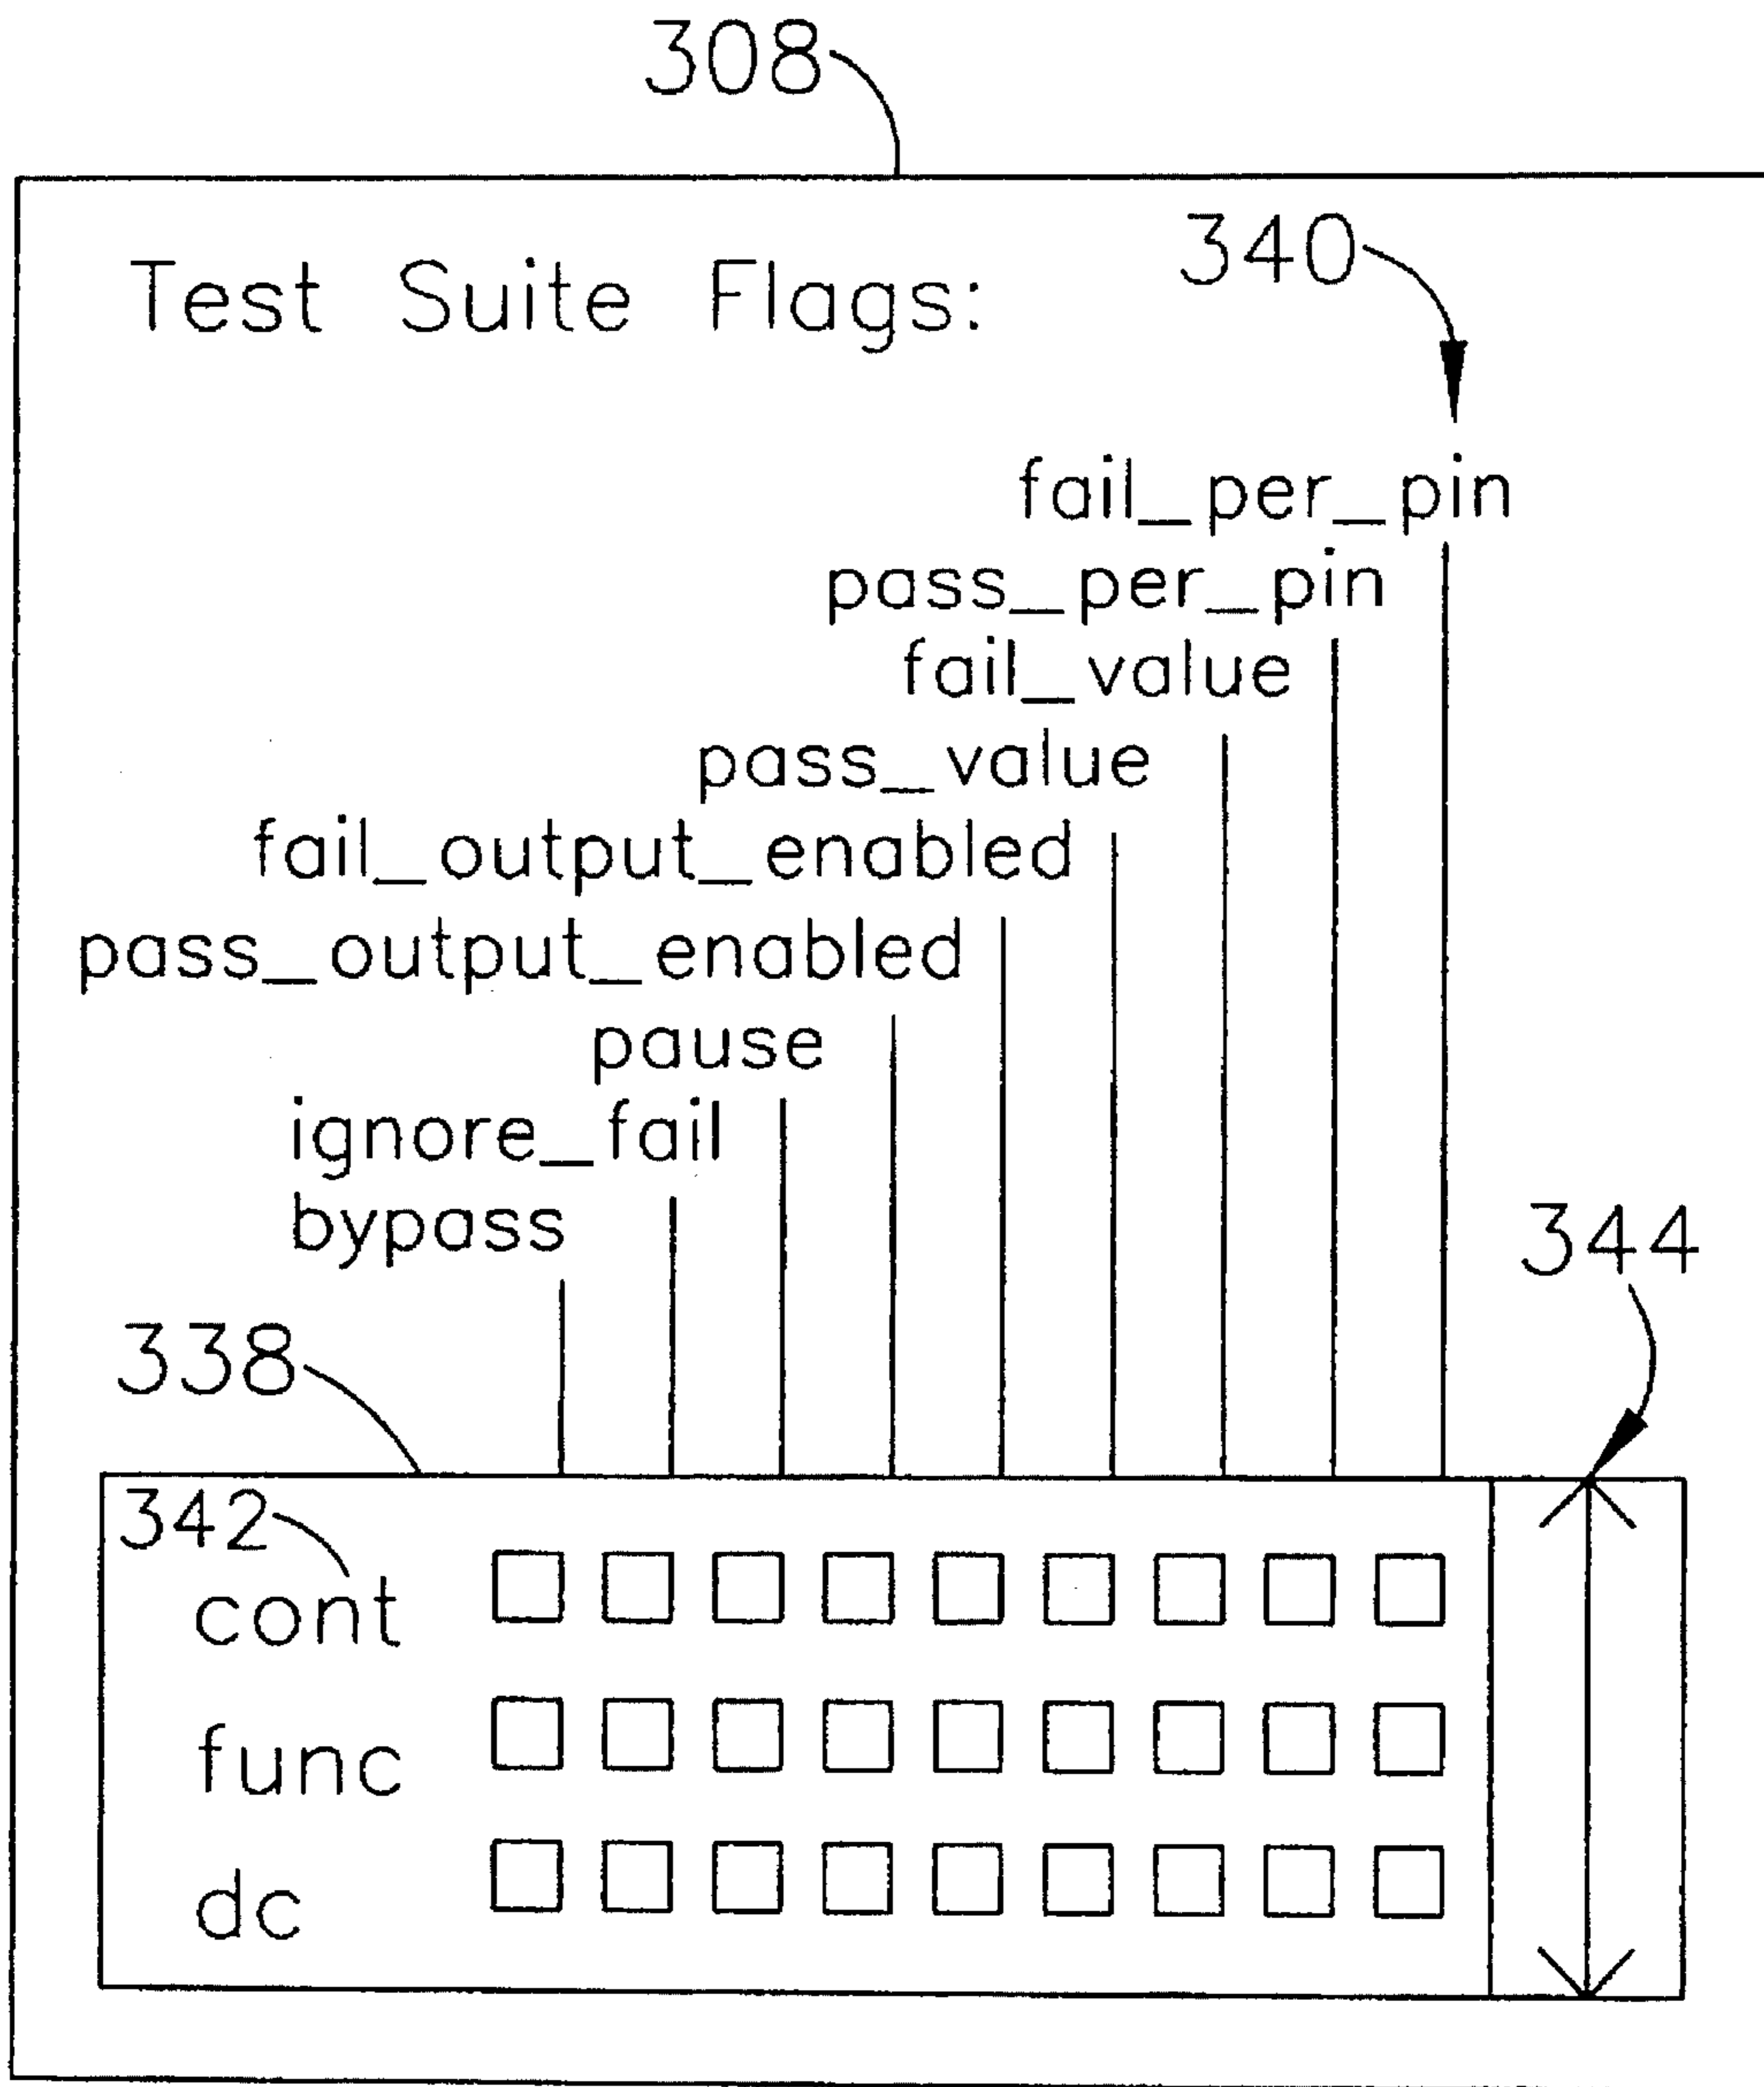 308
340
Test Suite Flags:
fail_per_pin
pass_per_pin
fail_value
pass_value
fail_output_enabled
pass_output_enabled
pause
ignore_fail
bypass
344
338
342
cont
func
dc